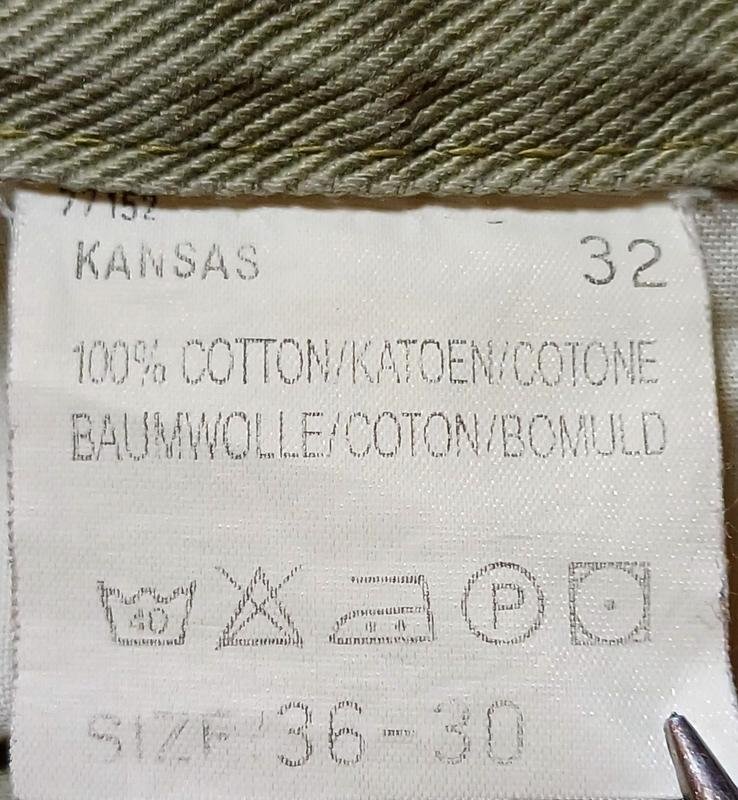 77152
KANSAS 32
100% COTTON/KATOEN/COTONE
BAUMWOLLE/COTON/BOMULD
40 P
SIZE: 36-30